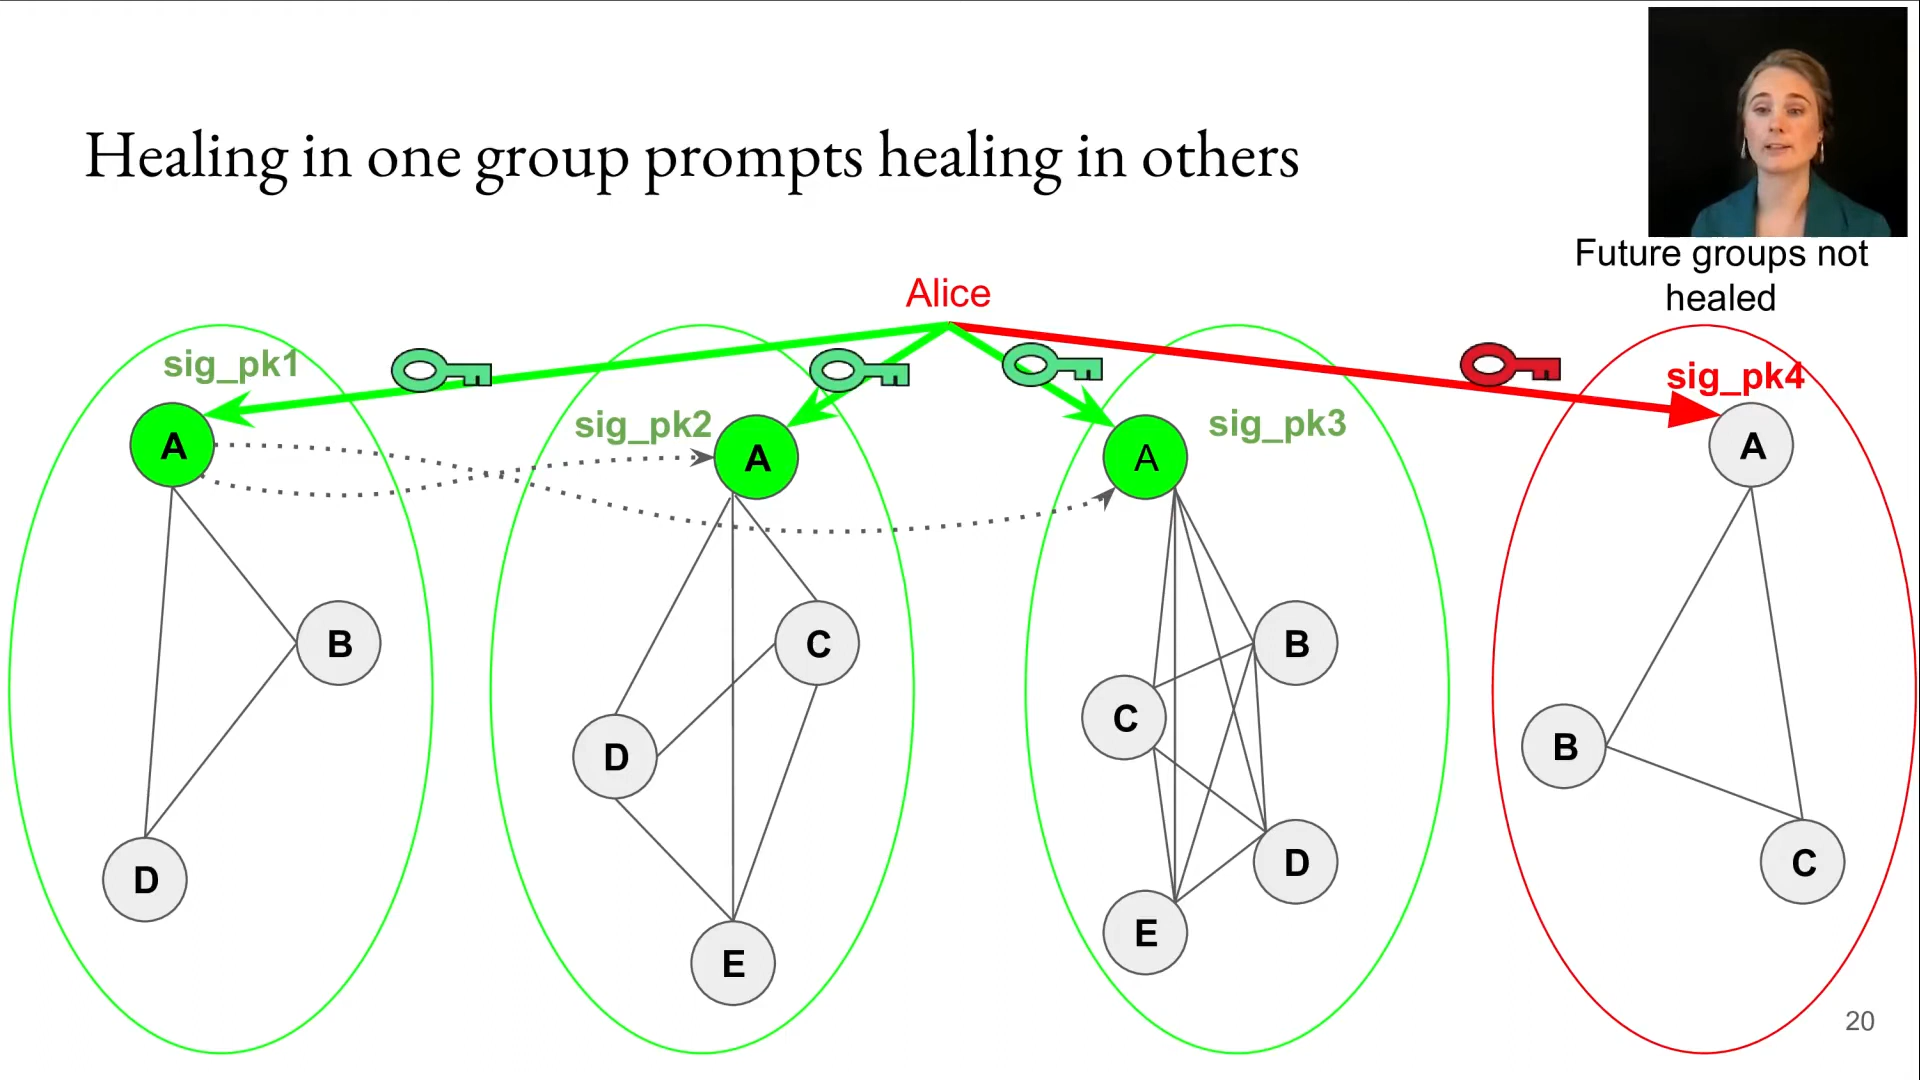 Healing in one group prompts healing in others
Future groups not
healed
Alice
sig_pk1
sig_pk2
sig_pk3
sig_pk4
A
B
D
A
C
D
E
A
B
C
D
E
A
B
C
20